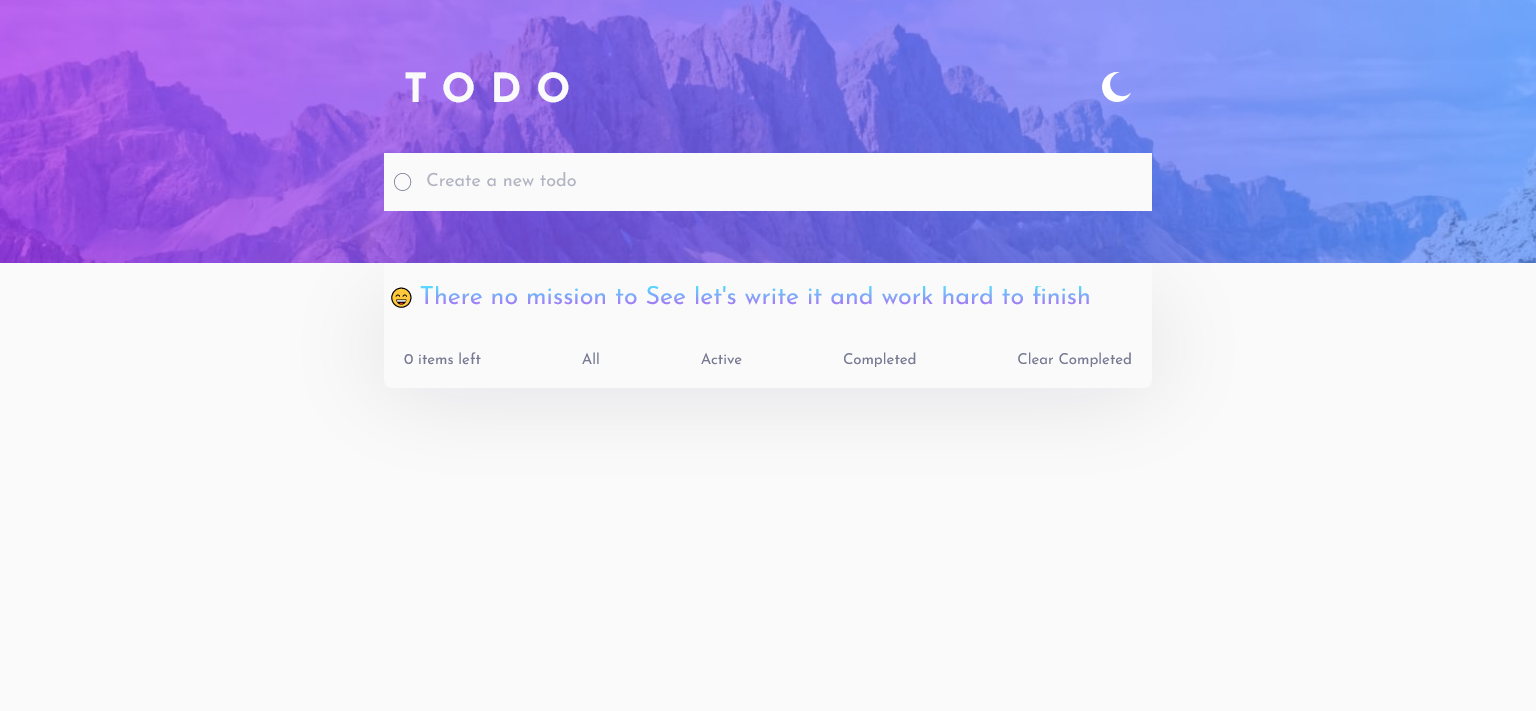 TODO
Create a new todo
😄 There no mission to See let's write it and work hard to finish
0 items left All Active Completed Clear Completed